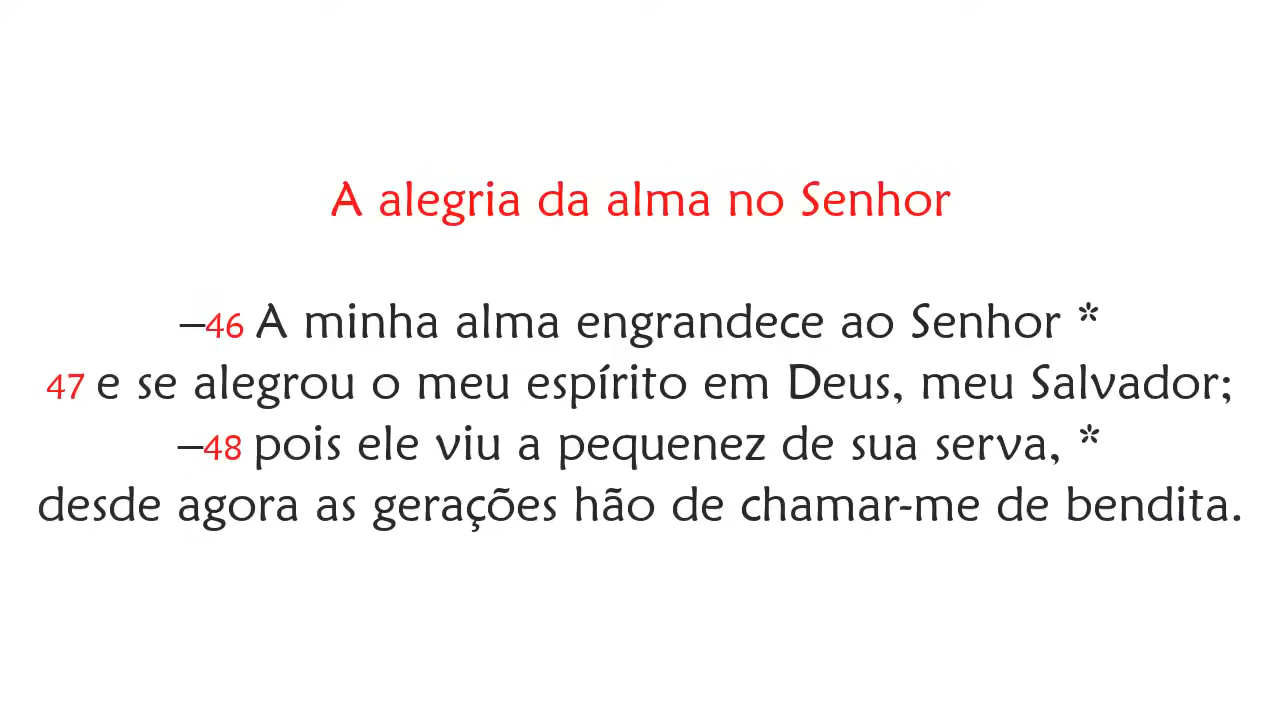 A alegria da alma no Senhor
–46 A minha alma engrandece ao Senhor *
47 e se alegrou o meu espírito em Deus, meu Salvador;
–48 pois ele viu a pequenez de sua serva, *
desde agora as gerações hão de chamar-me de bendita.